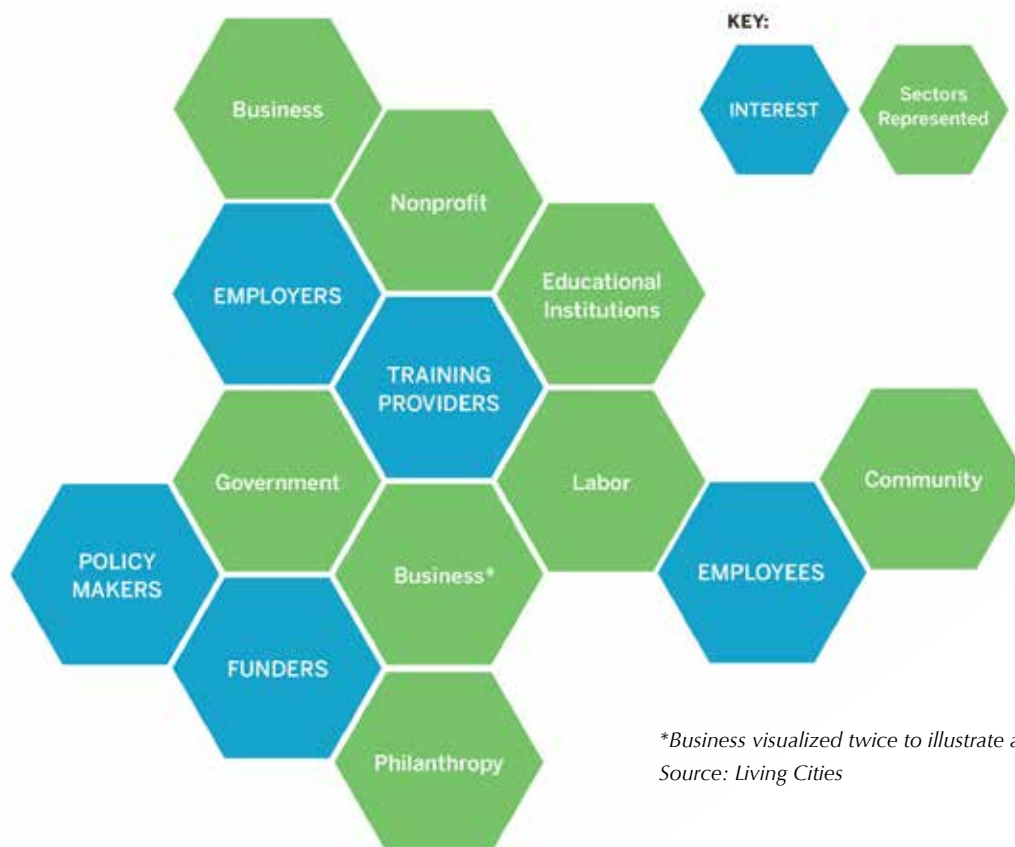 KEY:
INTEREST
Sectors
Represented
Business
Nonprofit
EMPLOYERS
Educational
Institutions
TRAINING
PROVIDERS
Government
Labor
Community
POLICY
MAKERS
Business*
EMPLOYEES
FUNDERS
Philanthropy
*Business visualized twice to illustrate a
Source: Living Cities